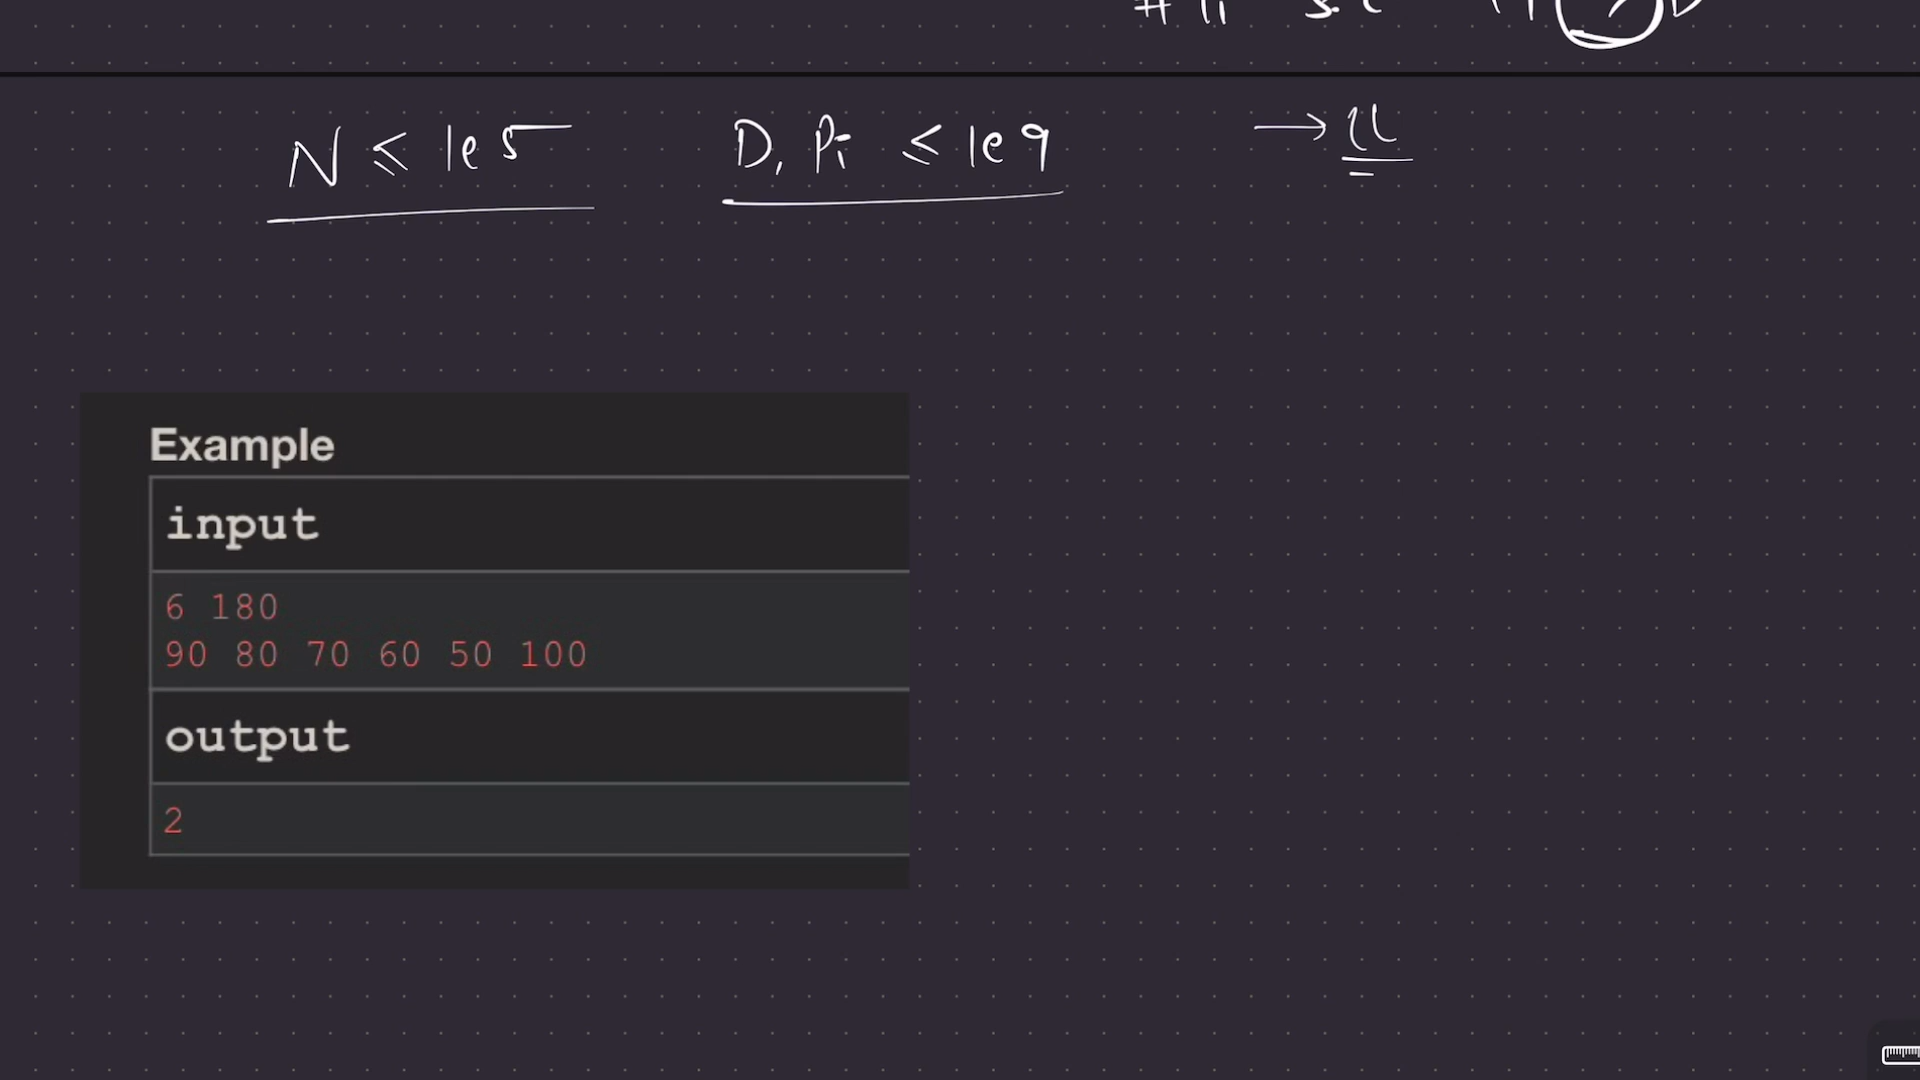 N ≤ 1e5 D, Pi ≤ 1e9 → ll
Example
input
6 180
90 80 70 60 50 100
output
2